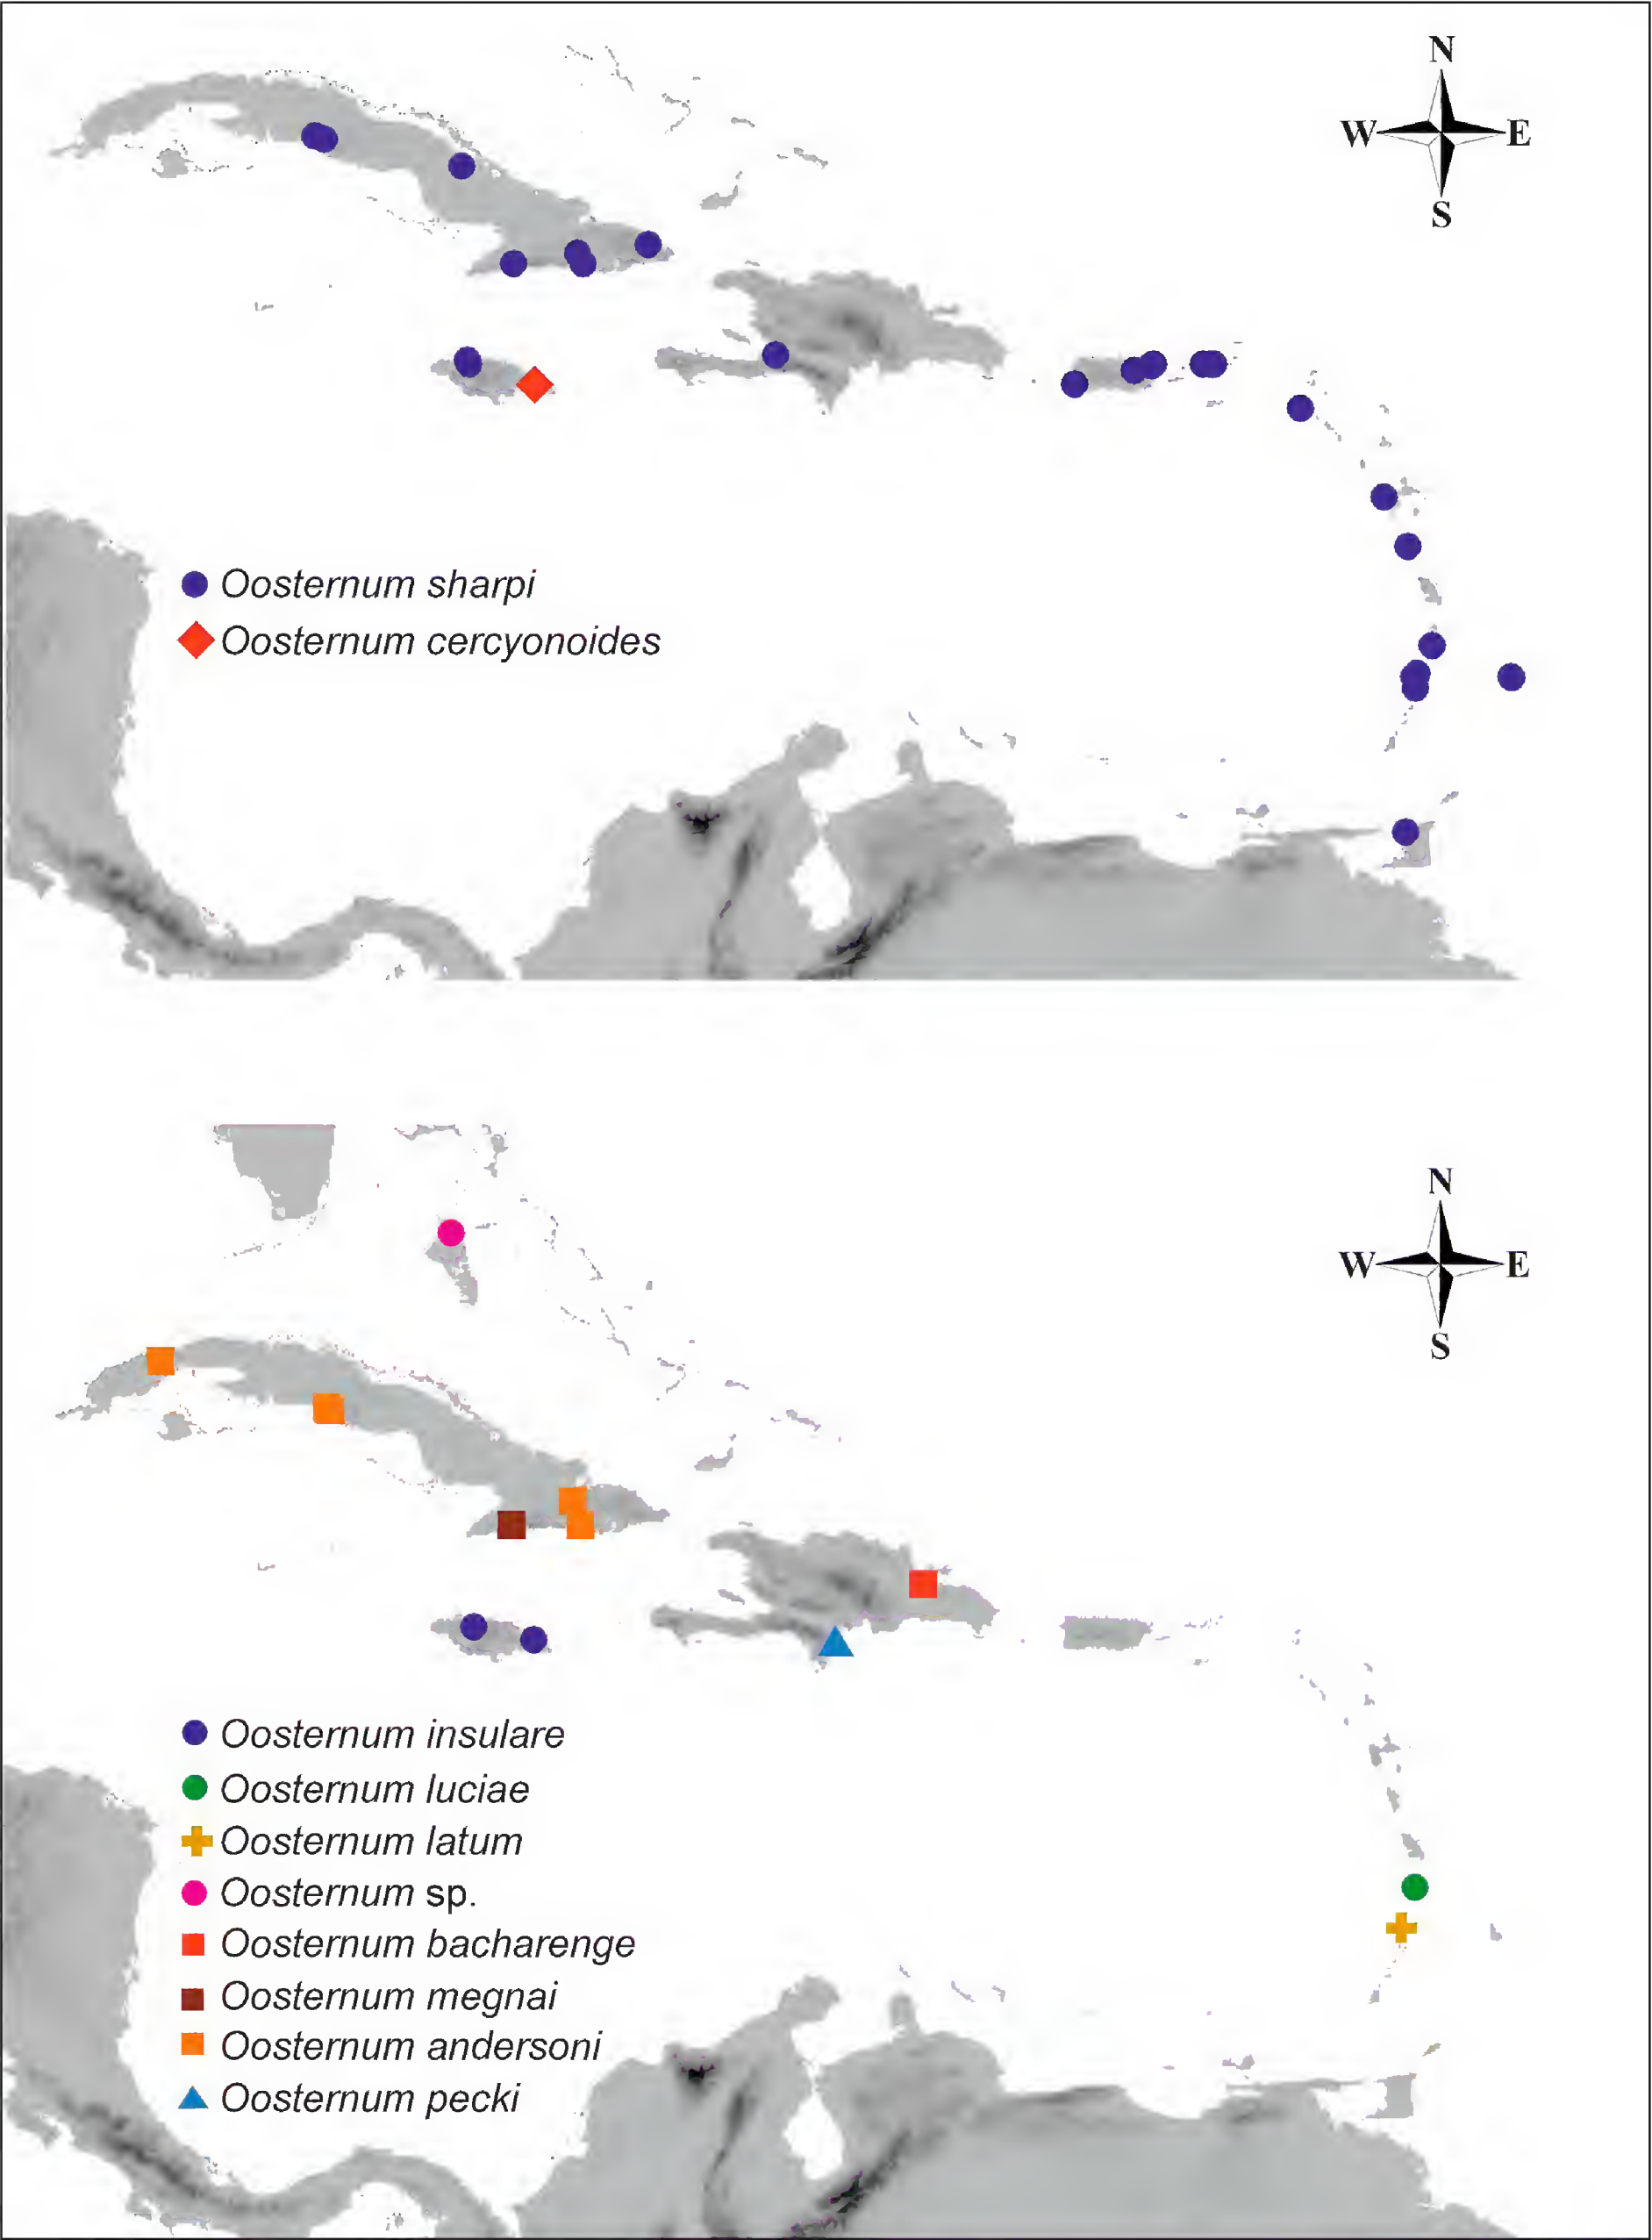 N
W E
S
Oosternum sharpi
Oosternum cercyonoides
N
W E
S
Oosternum insulare
Oosternum luciae
Oosternum latum
Oosternum sp.
Oosternum bacharenge
Oosternum megnai
Oosternum andersoni
Oosternum pecki